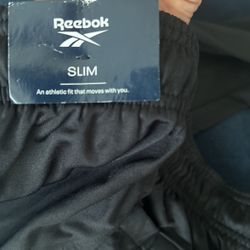 Reebok
SLIM
An athletic fit that moves with you.